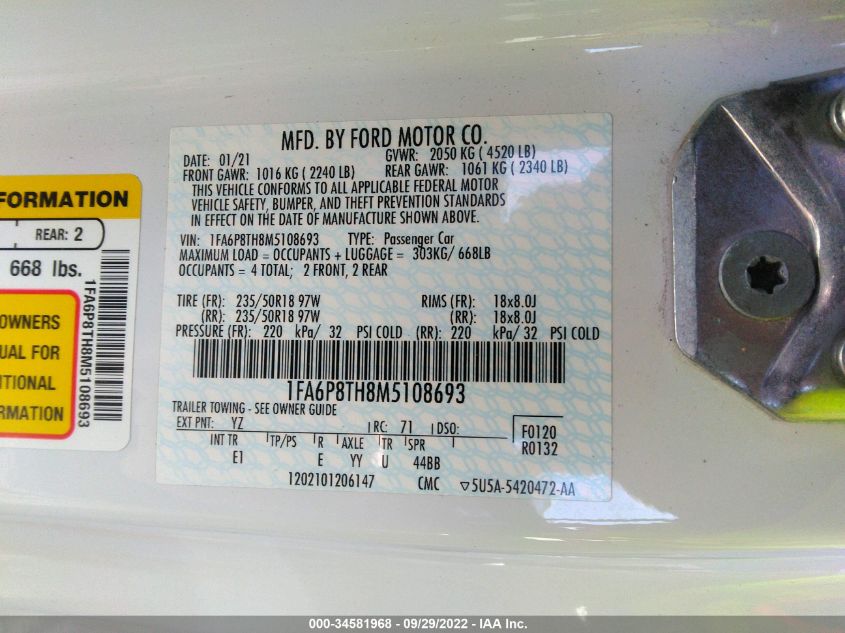 FORMATION
REAR: 2
668 lbs.
OWNERS
UAL FOR
ITIONAL
RMATION
1FA6P8TH8M5108693
MFD. BY FORD MOTOR CO.
DATE: 01/21 GVWR: 2050 KG ( 4520 LB)
FRONT GAWR: 1016 KG ( 2240 LB) REAR GAWR: 1061 KG ( 2340 LB)
THIS VEHICLE CONFORMS TO ALL APPLICABLE FEDERAL MOTOR
VEHICLE SAFETY, BUMPER, AND THEFT PREVENTION STANDARDS
IN EFFECT ON THE DATE OF MANUFACTURE SHOWN ABOVE.
VIN: 1FA6P8TH8M5108693 TYPE: Passenger Car
MAXIMUM LOAD = OCCUPANTS + LUGGAGE = 303KG/ 668LB
OCCUPANTS = 4 TOTAL; 2 FRONT, 2 REAR
TIRE (FR): 235/50R18 97W RIMS (FR): 18x8.0J
(RR): 235/50R18 97W (RR): 18x8.0J
PRESSURE (FR): 220 kPa/ 32 PSI COLD (RR): 220 kPa/ 32 PSI COLD
1FA6P8TH8M5108693
TRAILER TOWING - SEE OWNER GUIDE
EXT PNT: YZ RC: 71 DSO: F0120
R0132
INT TR TP/PS R AXLE TR SPR
E1 E YY U 44BB
1202101206147 CMC ▽5U5A-5420472-AA
000-34581968 - 09/29/2022 - IAA Inc.